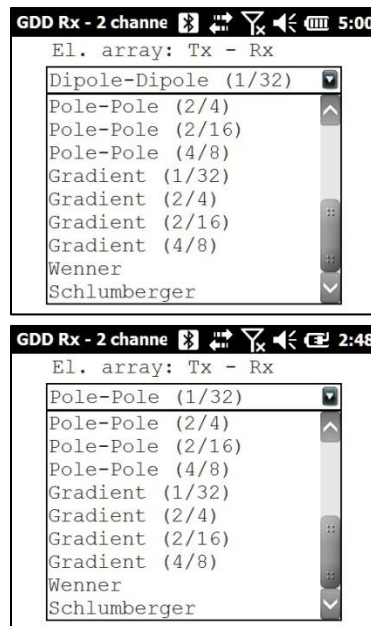 GDD Rx - 2 channe 5:00
El. array: Tx - Rx
Dipole-Dipole (1/32)
Pole-Pole (2/4)
Pole-Pole (2/16)
Pole-Pole (4/8)
Gradient (1/32)
Gradient (2/4)
Gradient (2/16)
Gradient (4/8)
Wenner
Schlumberger
GDD Rx - 2 channe 2:48
El. array: Tx - Rx
Pole-Pole (1/32)
Pole-Pole (2/4)
Pole-Pole (2/16)
Pole-Pole (4/8)
Gradient (1/32)
Gradient (2/4)
Gradient (2/16)
Gradient (4/8)
Wenner
Schlumberger